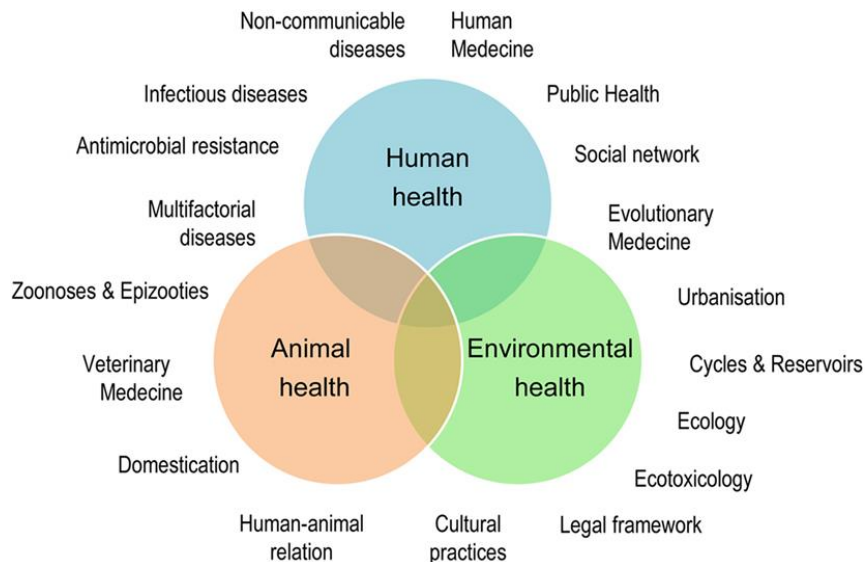 Non-communicable
diseases
Human
Medecine
Infectious diseases
Public Health
Antimicrobial resistance
Social network
Human
health
Multifactorial
diseases
Evolutionary
Medecine
Zoonoses & Epizooties
Urbanisation
Animal
health
Environmental
health
Veterinary
Medecine
Cycles & Reservoirs
Ecology
Domestication
Ecotoxicology
Human-animal
relation
Cultural
practices
Legal framework